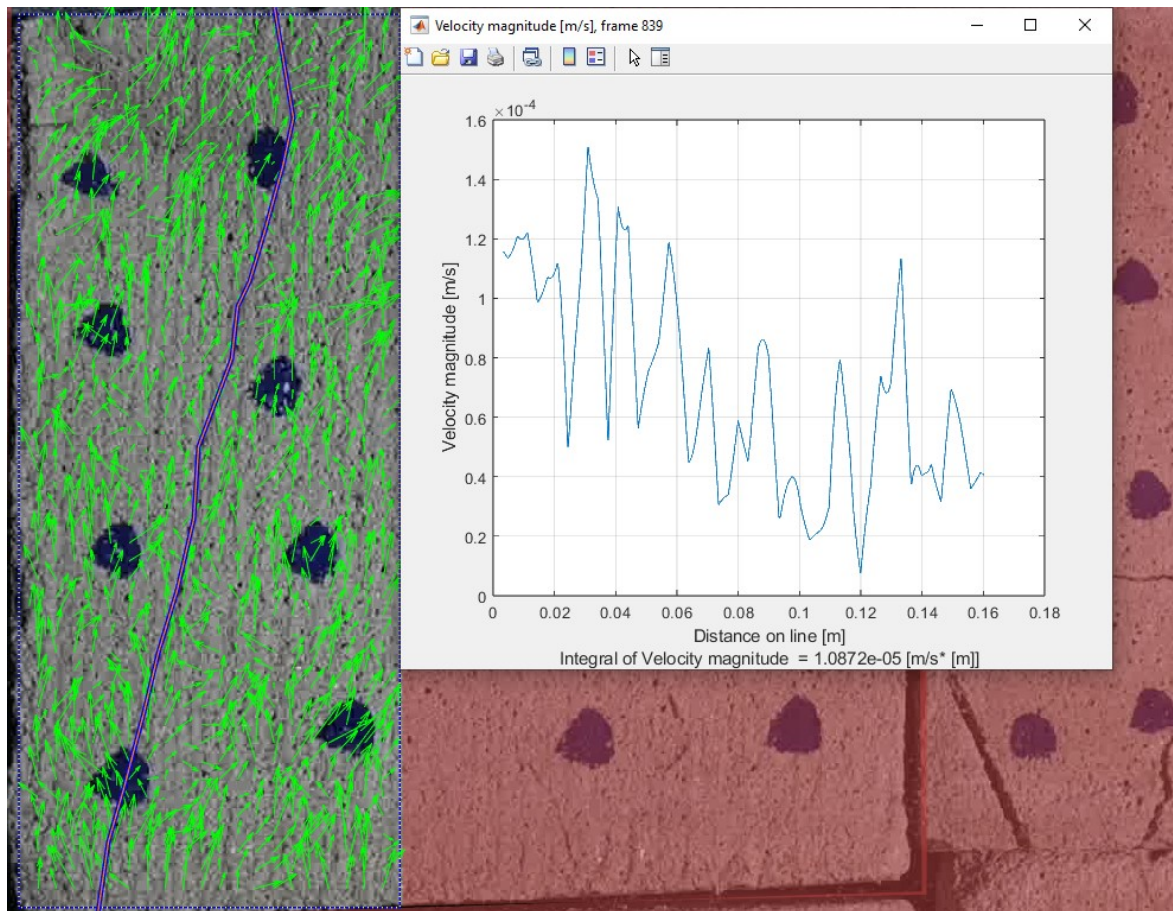 Velocity magnitude [m/s], frame 839
×10⁻⁴
1.6
1.4
1.2
1
0.8
0.6
0.4
0.2
0
Velocity magnitude [m/s]
0 0.02 0.04 0.06 0.08 0.1 0.12 0.14 0.16 0.18
Distance on line [m]
Integral of Velocity magnitude = 1.0872e-05 [m/s* [m]]